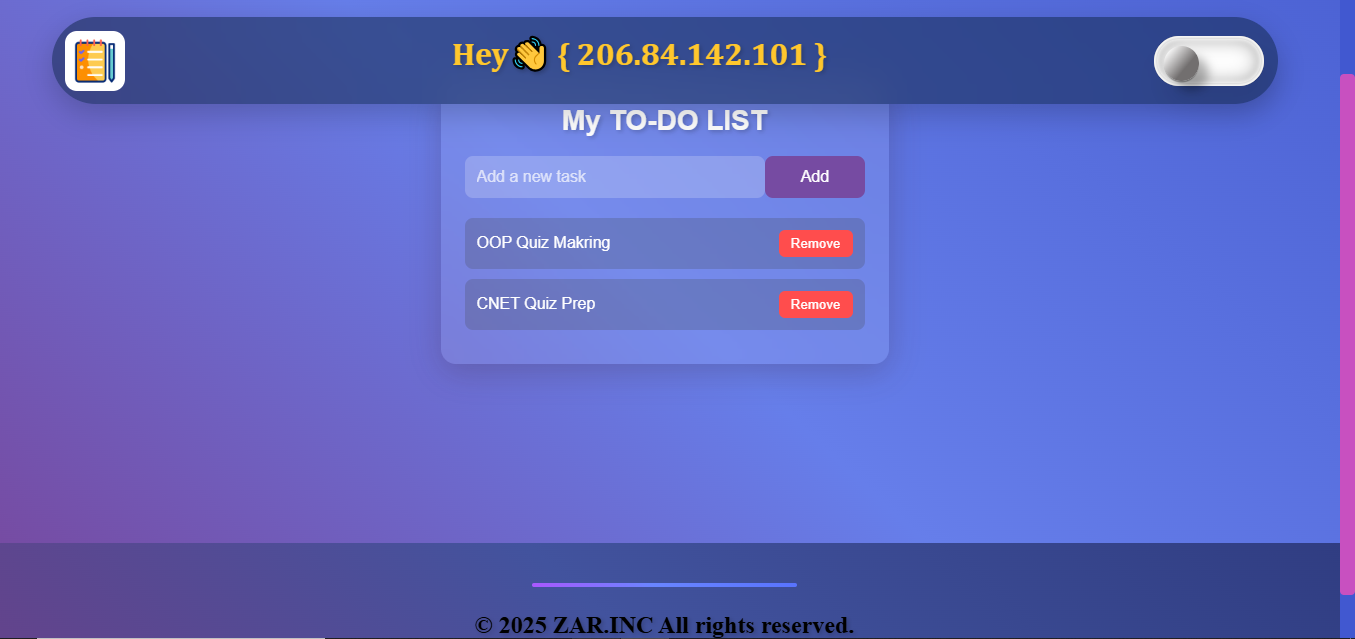 Hey👋 { 206.84.142.101 }
My TO-DO LIST
Add a new task
Add
OOP Quiz Makring
Remove
CNET Quiz Prep
Remove
© 2025 ZAR.INC All rights reserved.